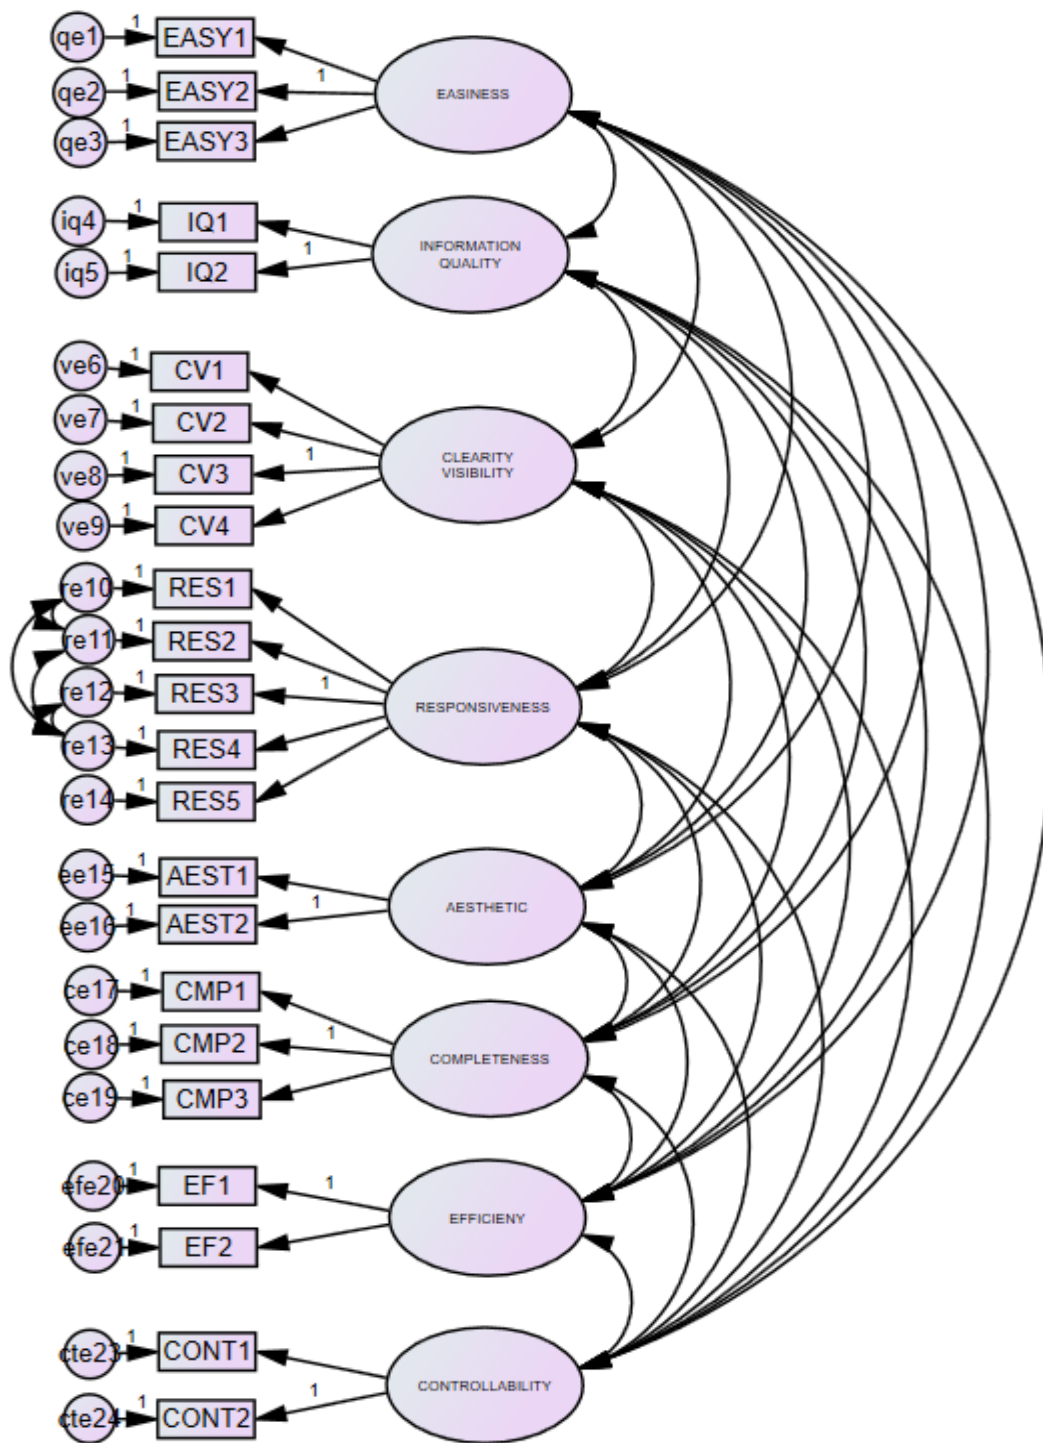 qe1 1 EASY1
qe2 1 EASY2 1
qe3 1 EASY3
EASINESS
iq4 1 IQ1
iq5 1 IQ2 1
INFORMATION
QUALITY
ve6 1 CV1
ve7 1 CV2
ve8 1 CV3 1
ve9 1 CV4
CLEARITY
VISIBILITY
re10 1 RES1
re11 1 RES2
re12 1 RES3 1
re13 1 RES4
re14 1 RES5
RESPONSIVENESS
ee15 1 AEST1
ee16 1 AEST2 1
AESTHETIC
ce17 1 CMP1
ce18 1 CMP2 1
ce19 1 CMP3
COMPLETENESS
efe20 1 EF1 1
efe21 1 EF2
EFFICIENY
cte23 1 CONT1
cte24 1 CONT2 1
CONTROLLABILITY